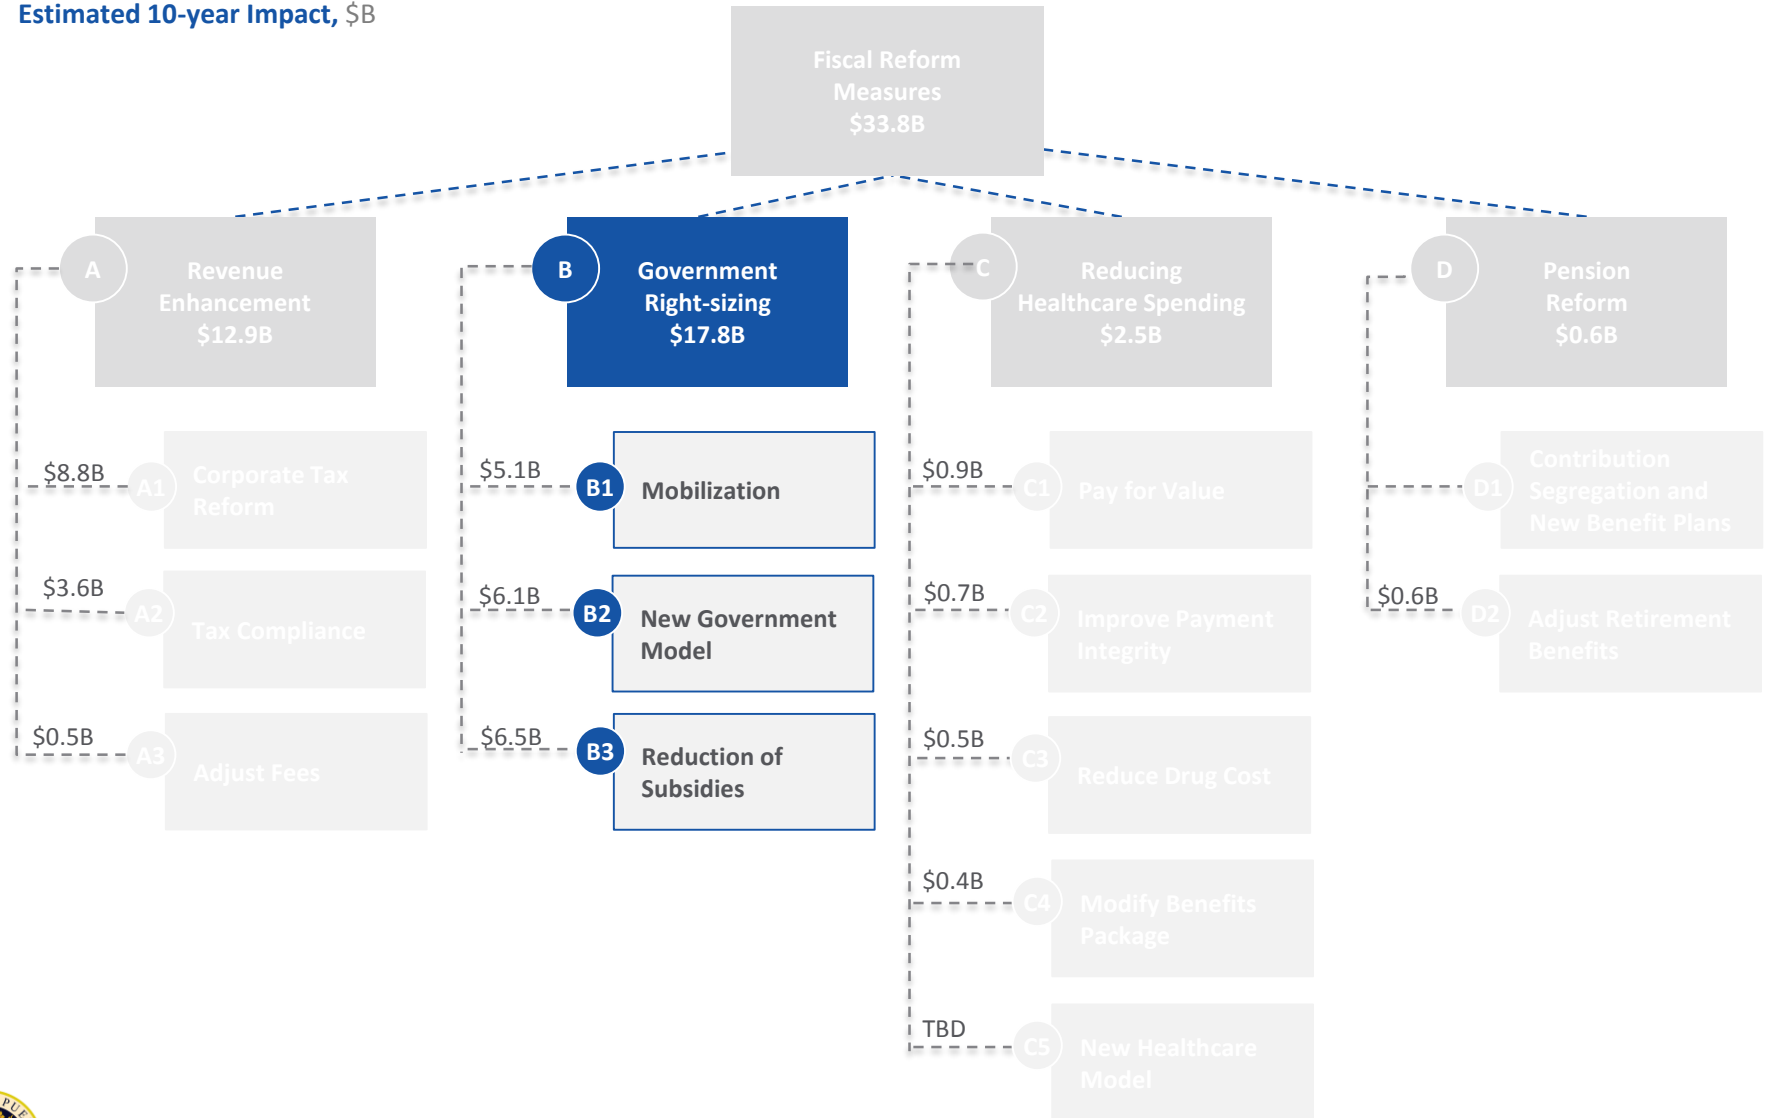 Estimated 10-year Impact, $B
Fiscal Reform
Measures
$33.8B
A
Revenue
Enhancement
$12.9B
$8.8B
A1
Corporate Tax
Reform
$3.6B
A2
Tax Compliance
$0.5B
A3
Adjust Fees
B
Government
Right-sizing
$17.8B
$5.1B
B1
Mobilization
$6.1B
B2
New Government
Model
$6.5B
B3
Reduction of
Subsidies
C
Reducing
Healthcare Spending
$2.5B
$0.9B
C1
Pay for Value
$0.7B
C2
Improve Payment
Integrity
$0.5B
C3
Reduce Drug Cost
$0.4B
C4
Modify Benefits
Package
TBD
C5
New Healthcare
Model
D
Pension
Reform
$0.6B
D1
Contribution
Segregation and
New Benefit Plans
$0.6B
D2
Adjust Retirement
Benefits